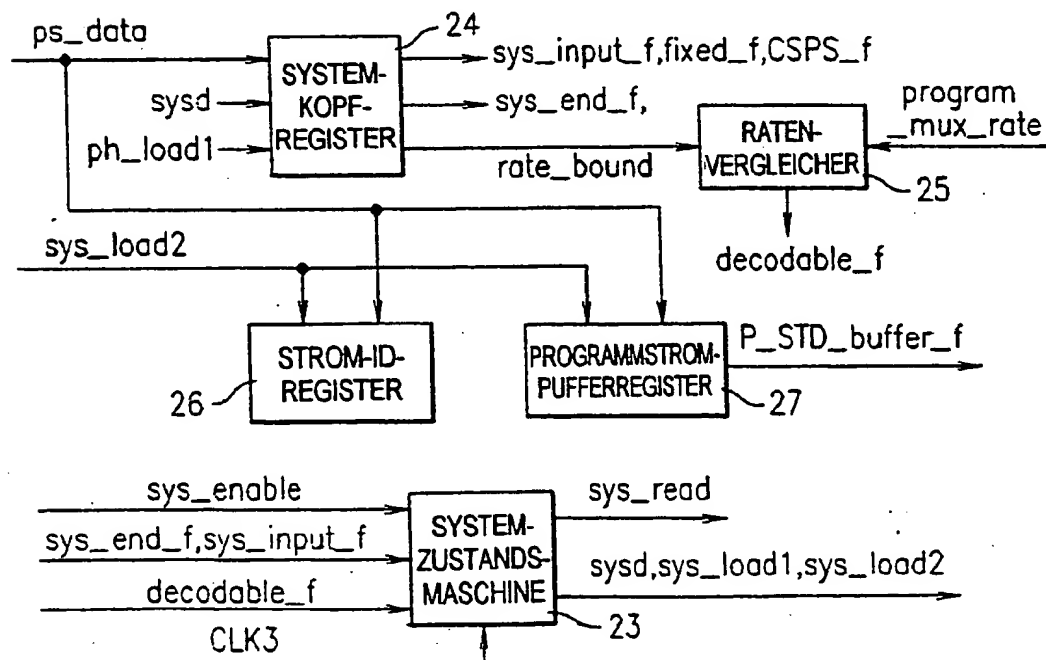 ps_data
24
SYSTEM-
KOPF-
REGISTER
sys_input_f,fixed_f,CSPS_f
sysd
sys_end_f,
ph_load1
rate_bound
RATEN-
VERGLEICHER
program
_mux_rate
25
decodable_f
sys_load2
STROM-ID-
REGISTER
26
PROGRAMMSTROM-
PUFFERREGISTER
27
P_STD_buffer_f
sys_enable
sys_end_f,sys_input_f
decodable_f
CLK3
SYSTEM-
ZUSTANDS-
MASCHINE
23
sys_read
sysd,sys_load1,sys_load2